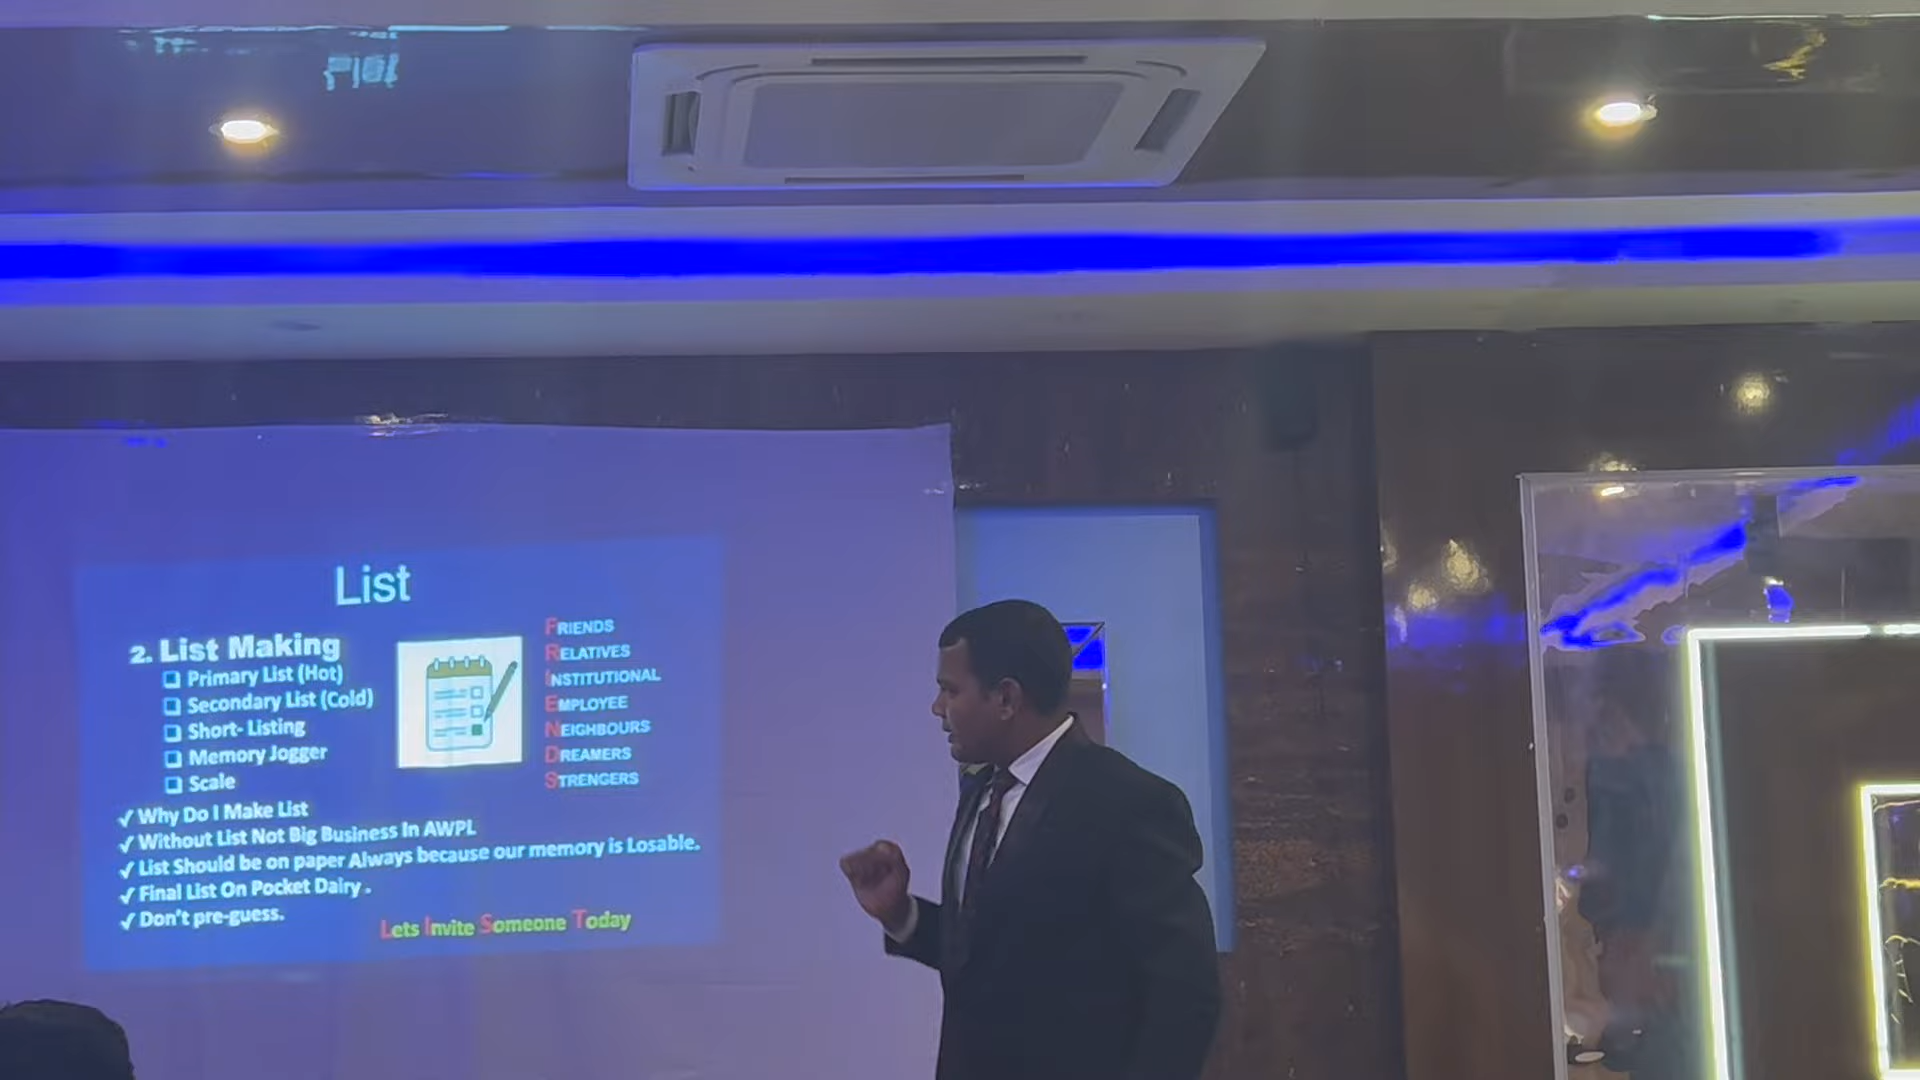 List
2. List Making
Primary List (Hot)
Secondary List (Cold)
Short- Listing
Memory Jogger
Scale
FRIENDS
RELATIVES
INSTITUTIONAL
EMPLOYEE
NEIGHBOURS
DREAMERS
STRENGERS
✓ Why Do I Make List
✓ Without List Not Big Business In AWPL
✓ List Should be on paper Always because our memory is Losable.
✓ Final List On Pocket Dairy .
✓ Don't pre-guess.
Lets Invite Someone Today